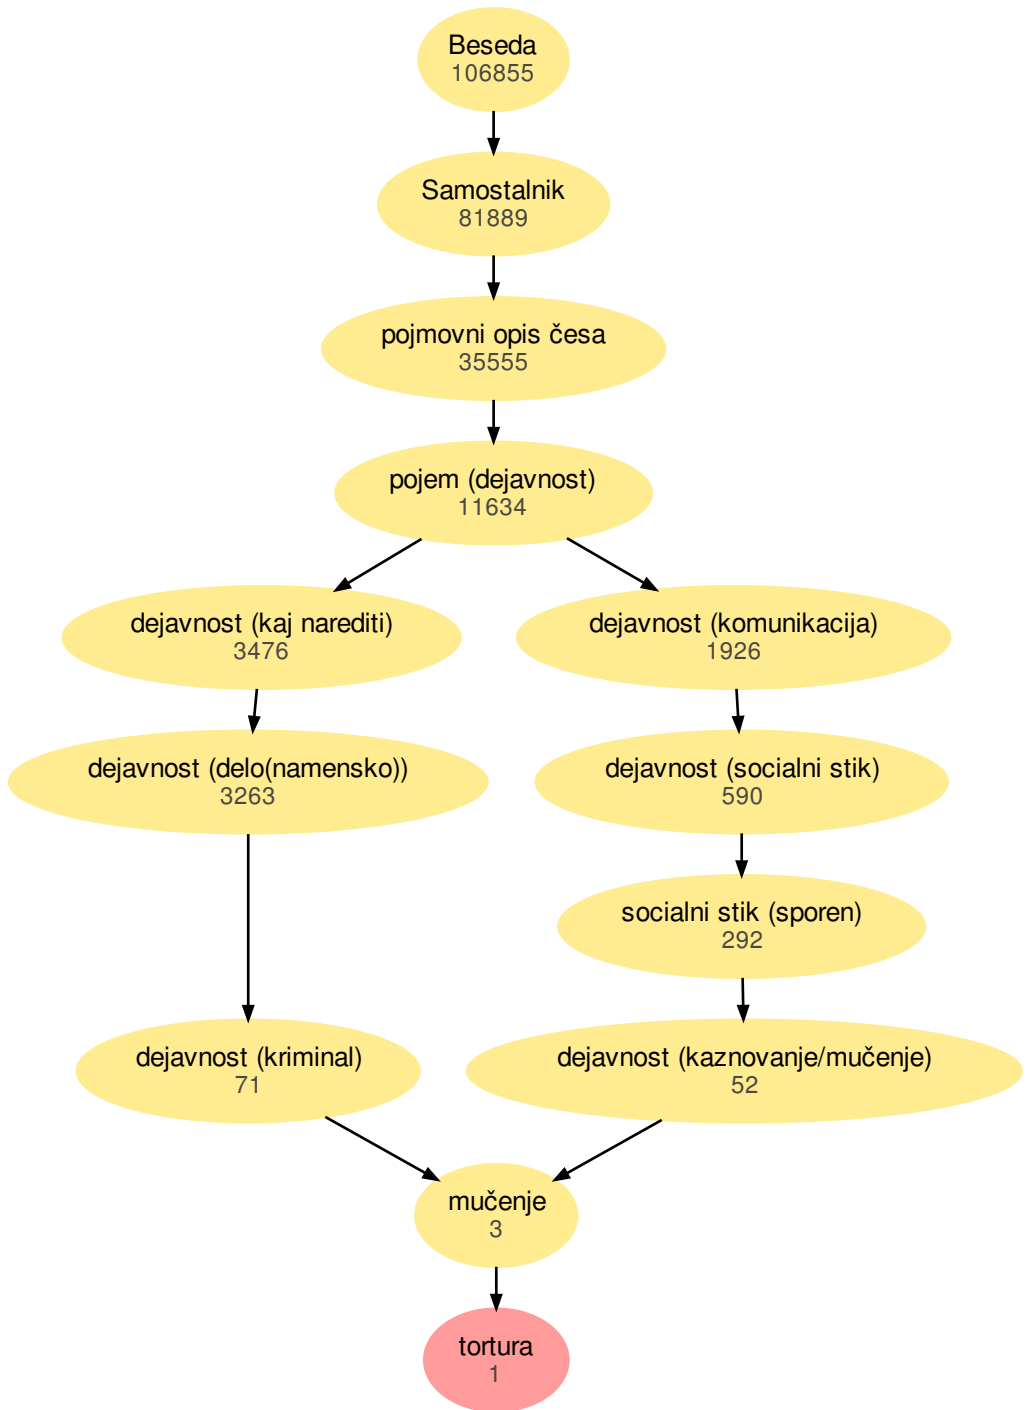 Beseda
106855
Samostalnik
81889
pojmovni opis česa
35555
pojem (dejavnost)
11634
dejavnost (kaj narediti)
3476
dejavnost (komunikacija)
1926
dejavnost (delo(namensko))
3263
dejavnost (socialni stik)
590
socialni stik (sporen)
292
dejavnost (kriminal)
71
dejavnost (kaznovanje/mučenje)
52
mučenje
3
tortura
1